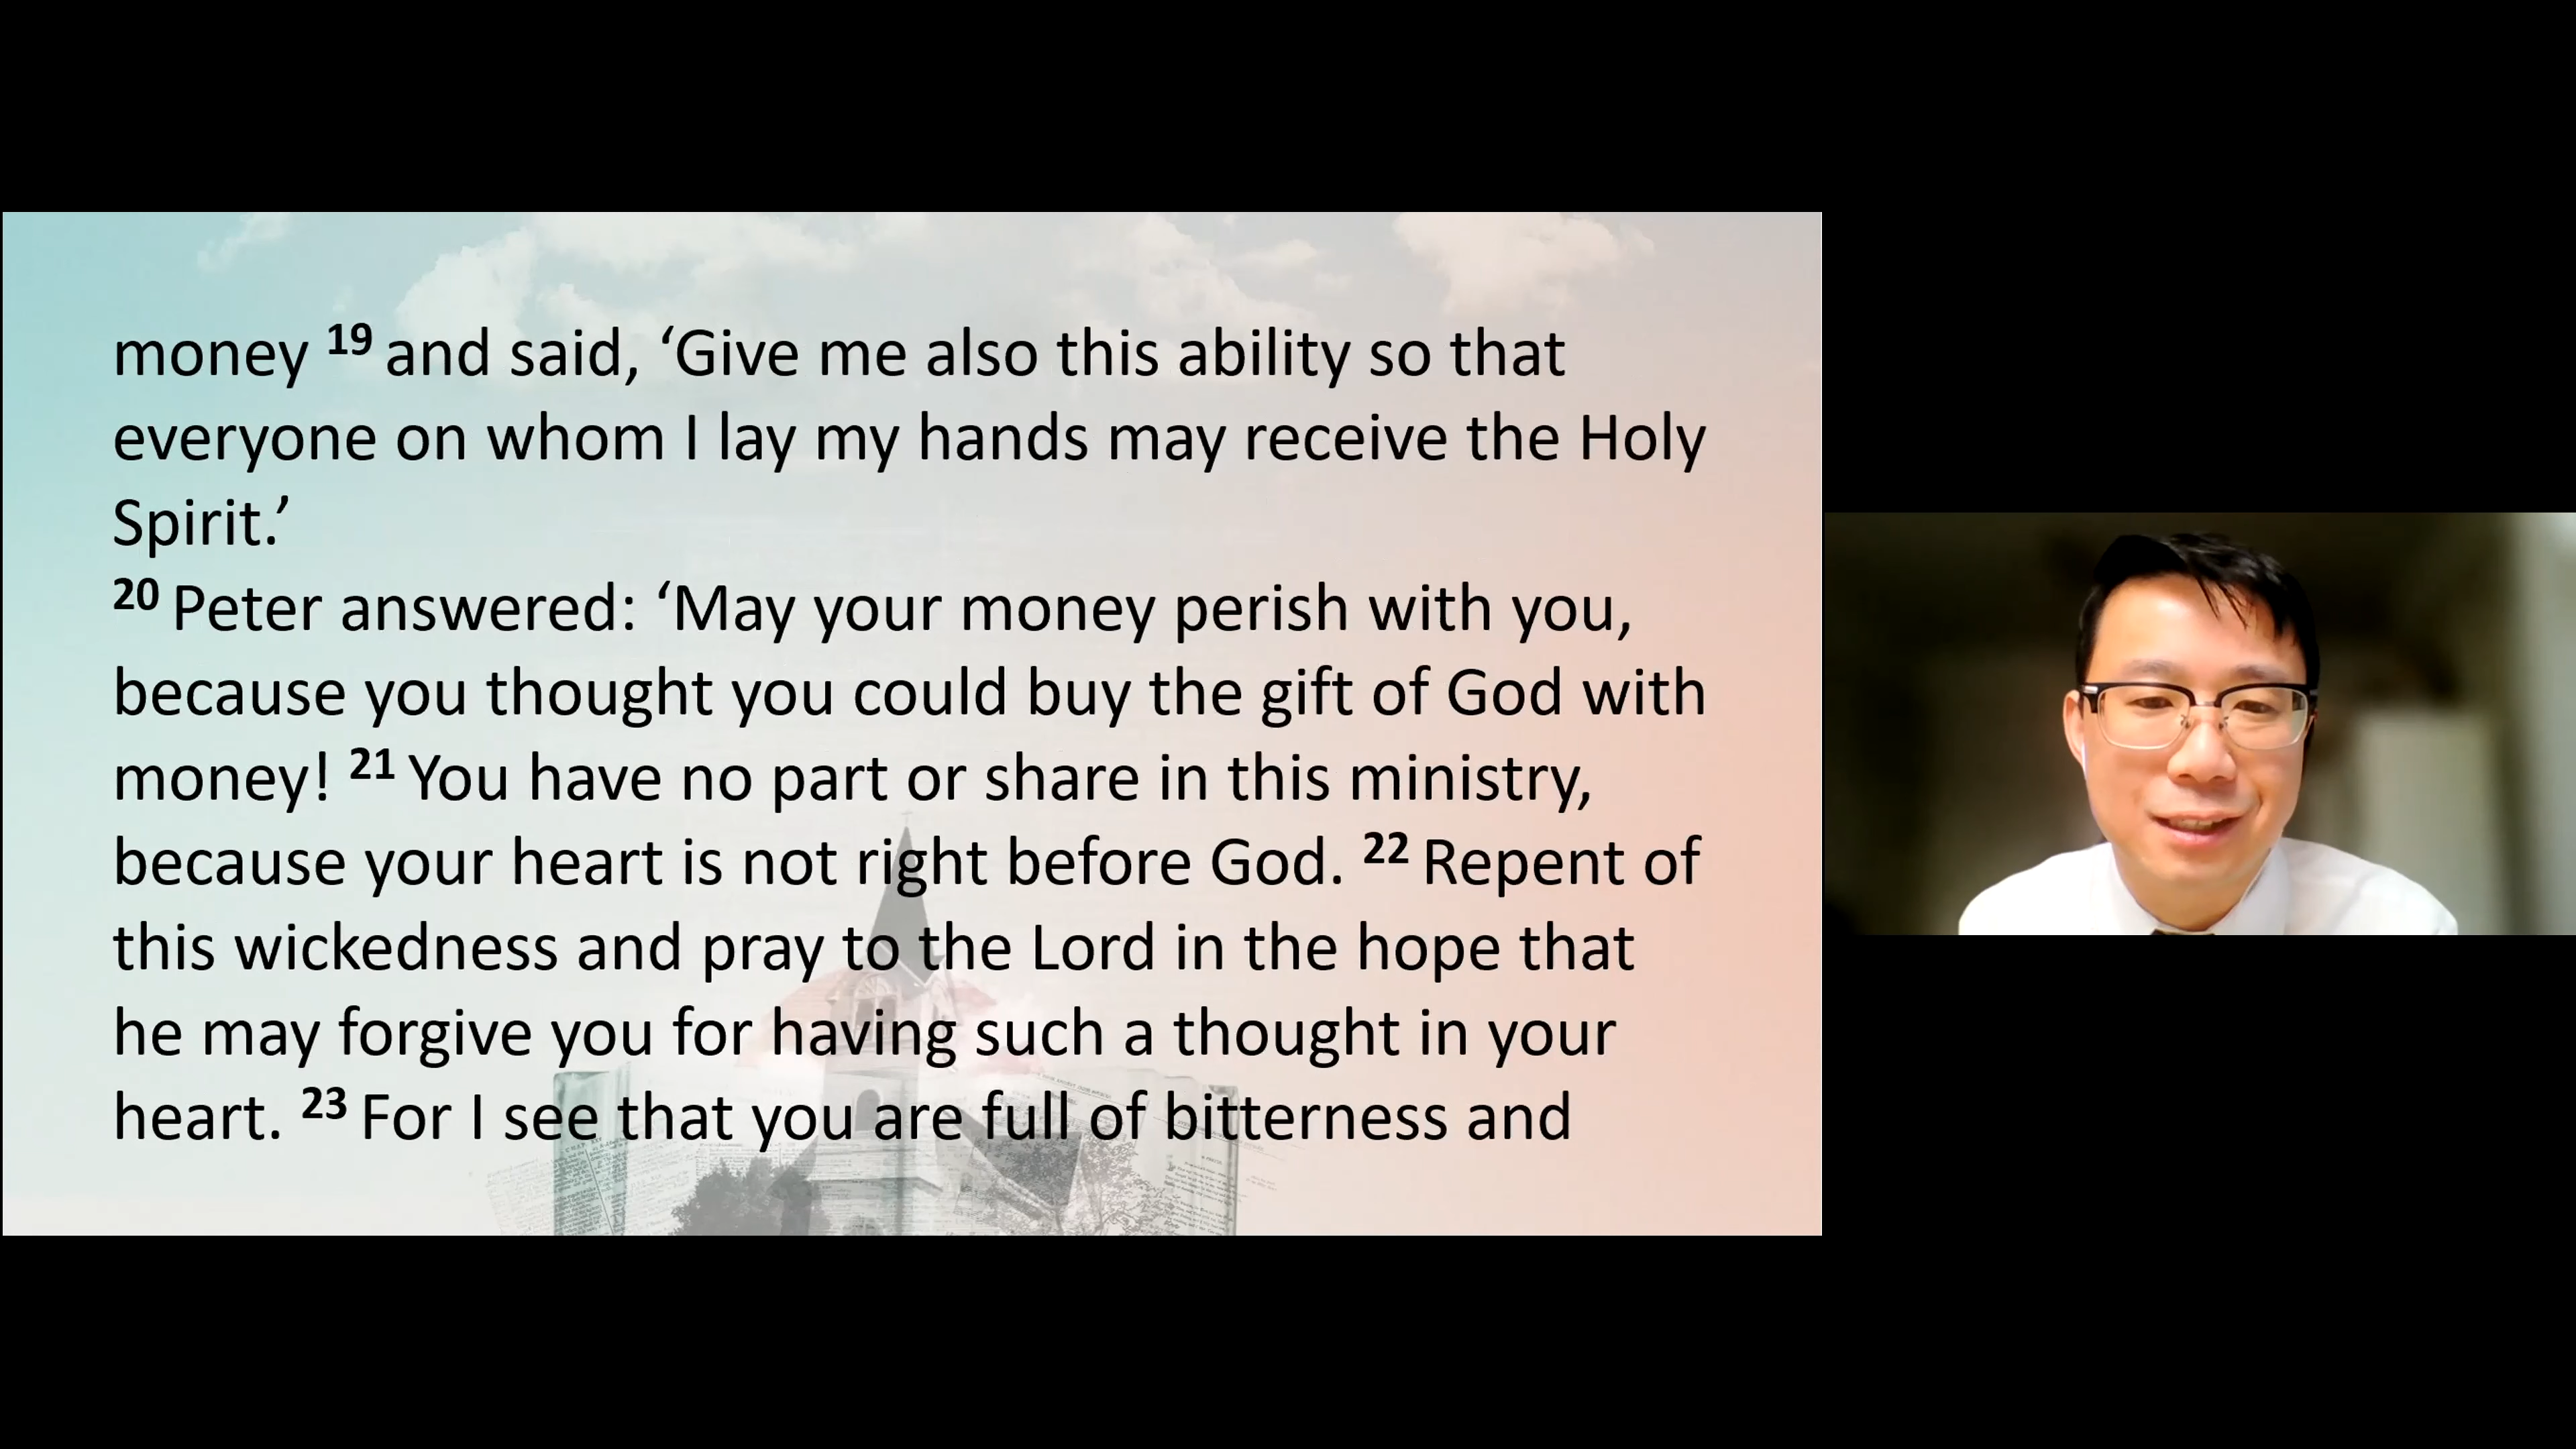 money 19 and said, ‘Give me also this ability so that
everyone on whom I lay my hands may receive the Holy
Spirit.’
20 Peter answered: ‘May your money perish with you,
because you thought you could buy the gift of God with
money! 21 You have no part or share in this ministry,
because your heart is not right before God. 22 Repent of
this wickedness and pray to the Lord in the hope that
he may forgive you for having such a thought in your
heart. 23 For I see that you are full of bitterness and